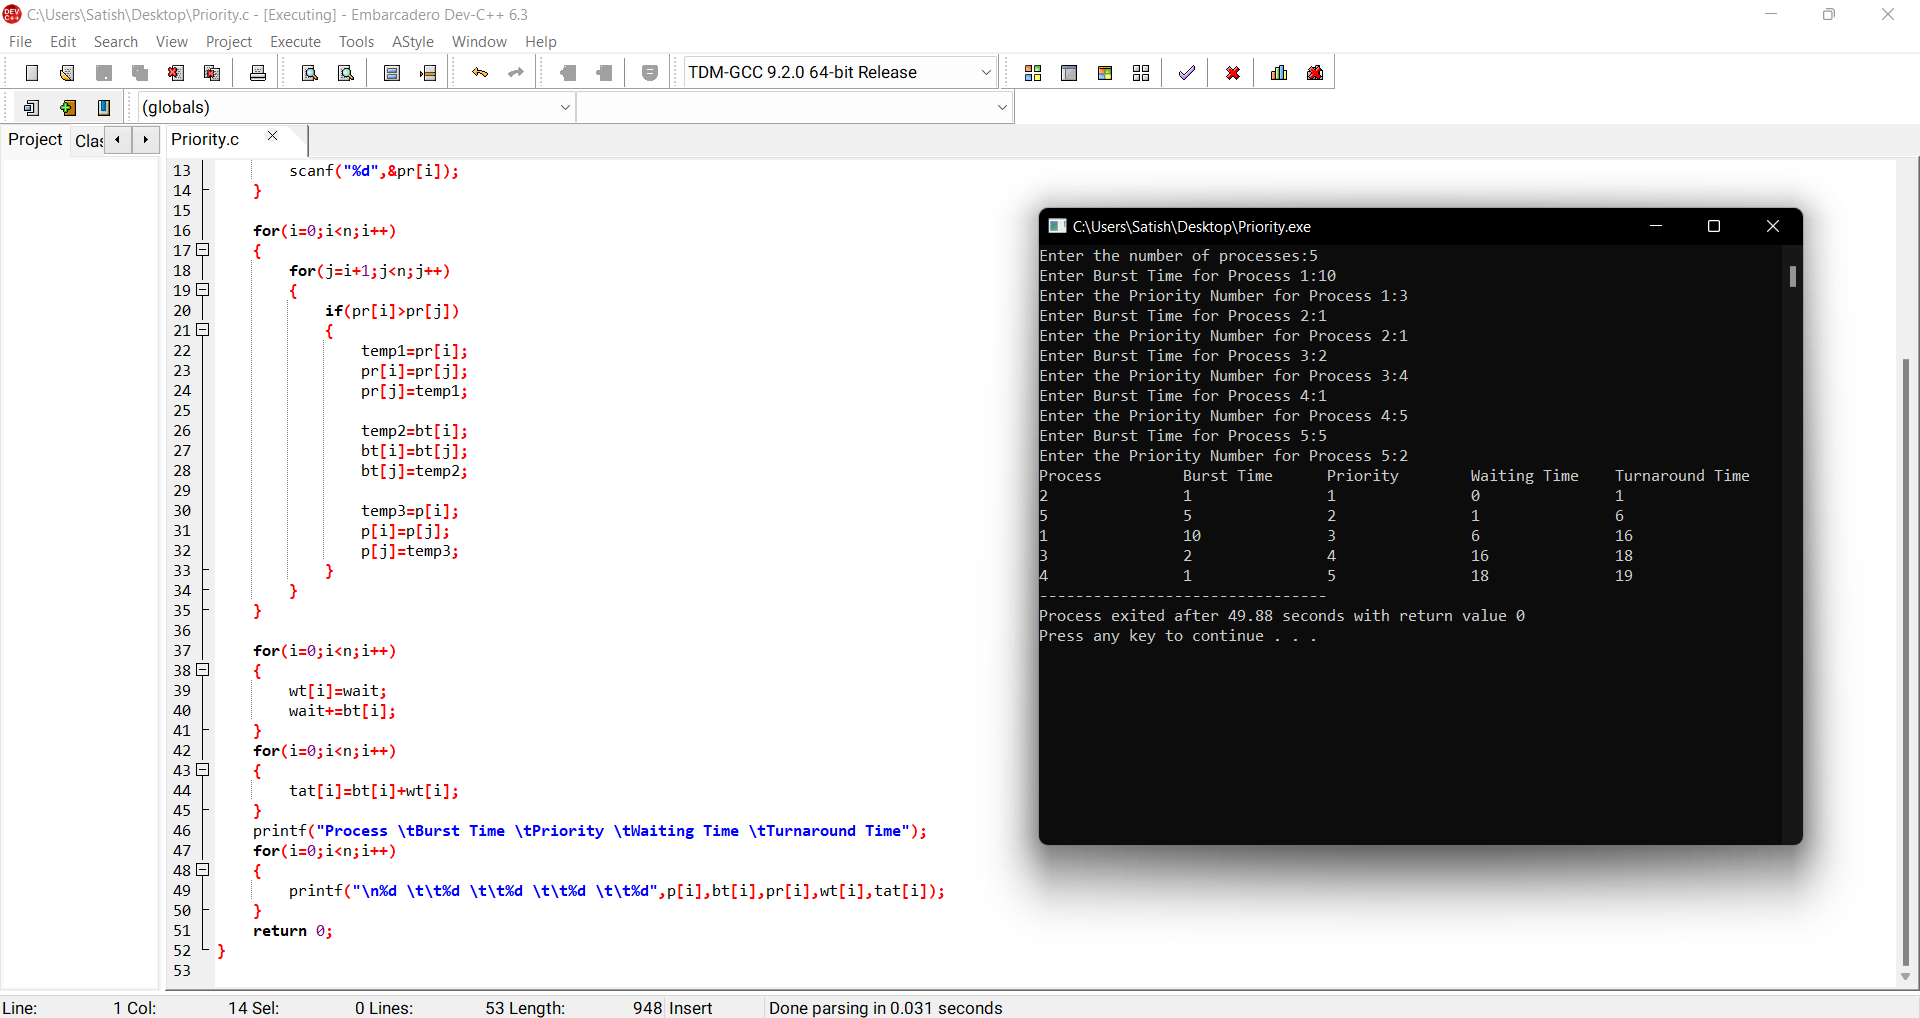 C:\Users\Satish\Desktop\Priority.c - [Executing] - Embarcadero Dev-C++ 6.3
File Edit Search View Project Execute Tools AStyle Window Help
TDM-GCC 9.2.0 64-bit Release
(globals)
Project Clas
Priority.c
13 scanf("%d",&pr[i]);
14 }
15
16 for(i=0;i<n;i++)
17 {
18 for(j=i+1;j<n;j++)
19 {
20 if(pr[i]>pr[j])
21 {
22 temp1=pr[i];
23 pr[i]=pr[j];
24 pr[j]=temp1;
25
26 temp2=bt[i];
27 bt[i]=bt[j];
28 bt[j]=temp2;
29
30 temp3=p[i];
31 p[i]=p[j];
32 p[j]=temp3;
33 }
34 }
35 }
36
37 for(i=0;i<n;i++)
38 {
39 wt[i]=wait;
40 wait+=bt[i];
41 }
42 for(i=0;i<n;i++)
43 {
44 tat[i]=bt[i]+wt[i];
45 }
46 printf("Process \tBurst Time \tPriority \tWaiting Time \tTurnaround Time");
47 for(i=0;i<n;i++)
48 {
49 printf("\n%d \t\t%d \t\t%d \t\t%d \t\t%d",p[i],bt[i],pr[i],wt[i],tat[i]);
50 }
51 return 0;
52 }
53
C:\Users\Satish\Desktop\Priority.exe
Enter the number of processes:5
Enter Burst Time for Process 1:10
Enter the Priority Number for Process 1:3
Enter Burst Time for Process 2:1
Enter the Priority Number for Process 2:1
Enter Burst Time for Process 3:2
Enter the Priority Number for Process 3:4
Enter Burst Time for Process 4:1
Enter the Priority Number for Process 4:5
Enter Burst Time for Process 5:5
Enter the Priority Number for Process 5:2
Process Burst Time Priority Waiting Time Turnaround Time
2 1 1 0 1
5 5 2 1 6
1 10 3 6 16
3 2 4 16 18
4 1 5 18 19
--------------------------------
Process exited after 49.88 seconds with return value 0
Press any key to continue . . .
Line: 1 Col: 14 Sel: 0 Lines: 53 Length: 948 Insert Done parsing in 0.031 seconds